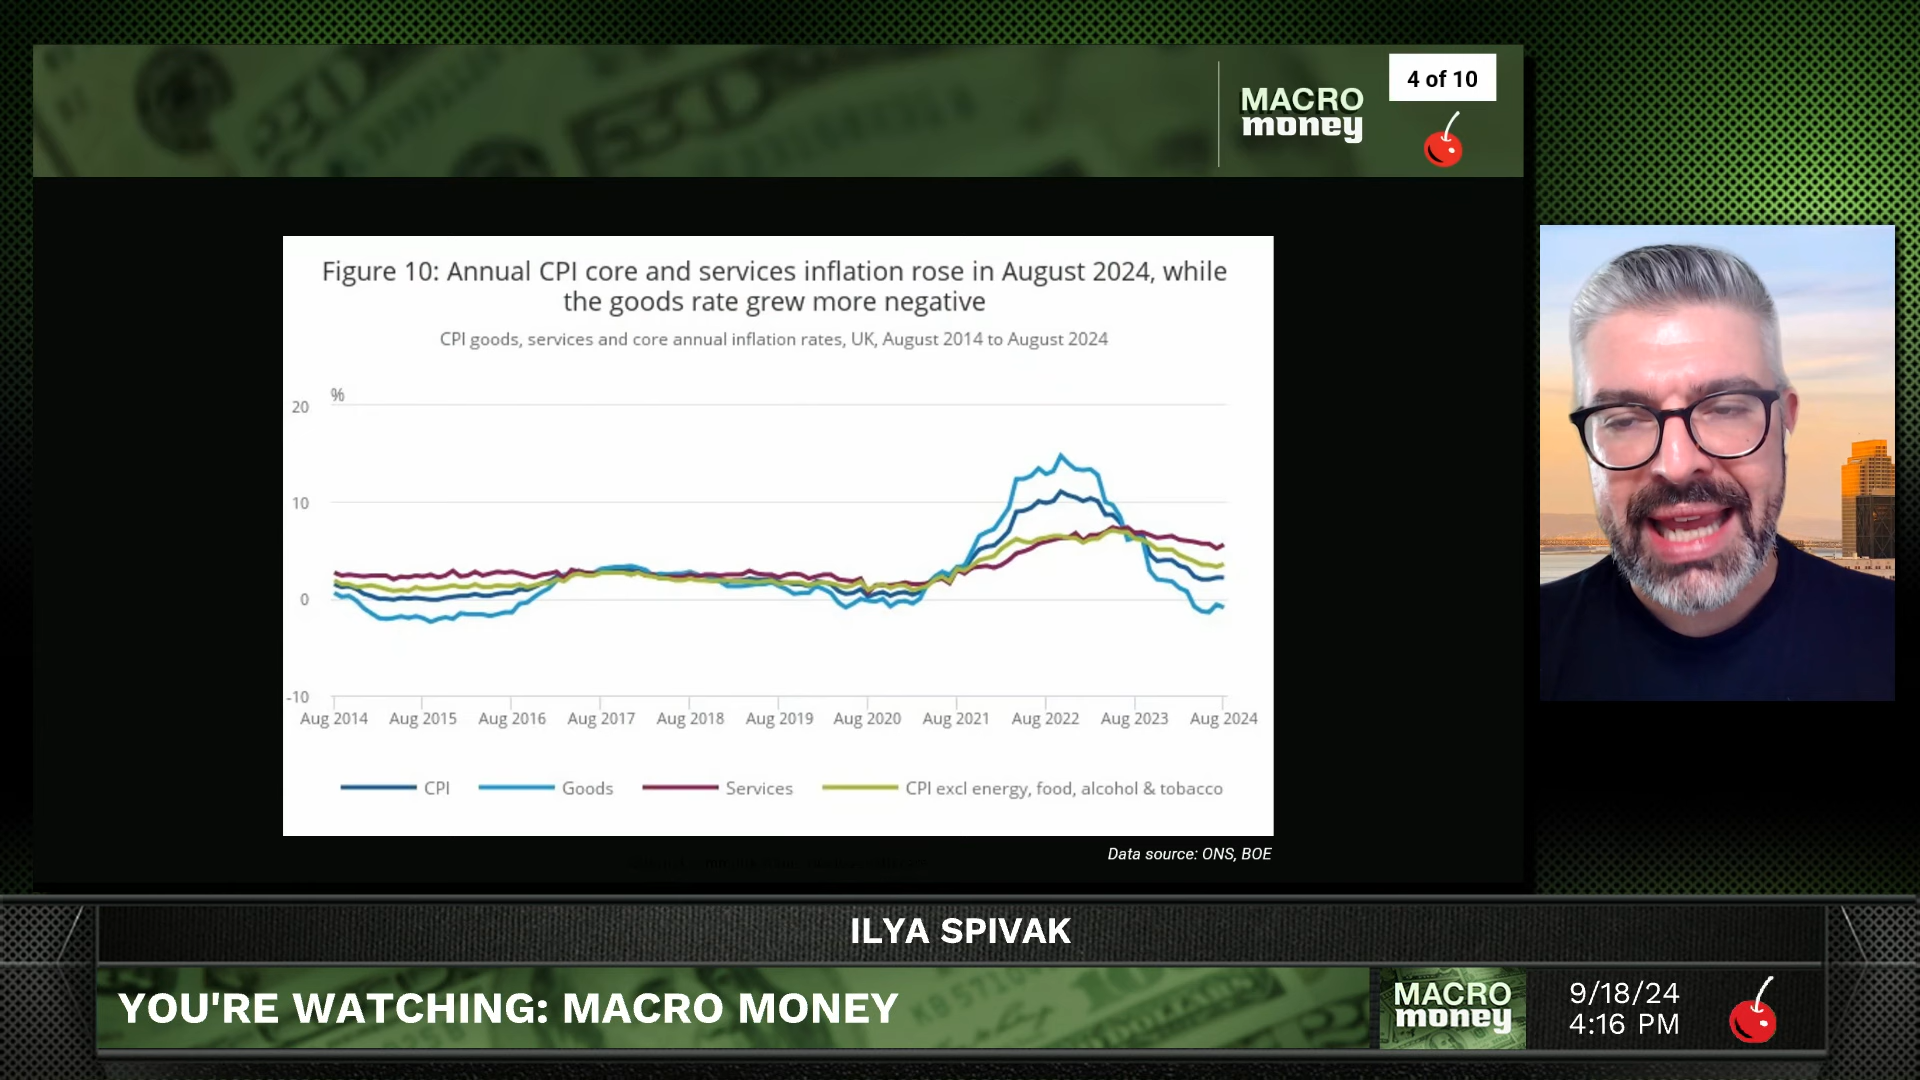 MACRO
money
4 of 10
Figure 10: Annual CPI core and services inflation rose in August 2024, while
the goods rate grew more negative
CPI goods, services and core annual inflation rates, UK, August 2014 to August 2024
%
20
10
0
-10
Aug 2014 Aug 2015 Aug 2016 Aug 2017 Aug 2018 Aug 2019 Aug 2020 Aug 2021 Aug 2022 Aug 2023 Aug 2024
CPI Goods Services CPI excl energy, food, alcohol & tobacco
Data source: ONS, BOE
ILYA SPIVAK
YOU'RE WATCHING: MACRO MONEY
MACRO
money
9/18/24
4:16 PM